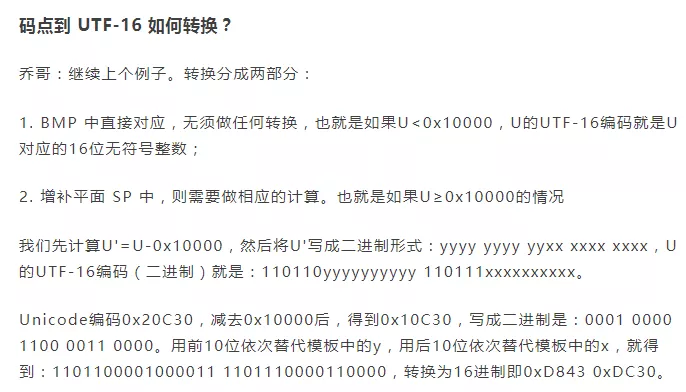 码点到 UTF-16 如何转换？
乔哥：继续上个例子。转换分成两部分：
1. BMP 中直接对应，无须做任何转换，也就是如果U<0x10000，U的UTF-16编码就是U
对应的16位无符号整数；
2. 增补平面 SP 中，则需要做相应的计算。也就是如果U≥0x10000的情况
我们先计算U'=U-0x10000，然后将U'写成二进制形式：yyyy yyyy yyxx xxxx xxxx，U
的UTF-16编码（二进制）就是：110110yyyyyyyyyy 110111xxxxxxxxxx。
Unicode编码0x20C30，减去0x10000后，得到0x10C30，写成二进制是：0001 0000
1100 0011 0000。用前10位依次替代模板中的y，用后10位依次替代模板中的x，就得
到：1101100001000011 1101110000110000，转换为16进制即0xD843 0xDC30。